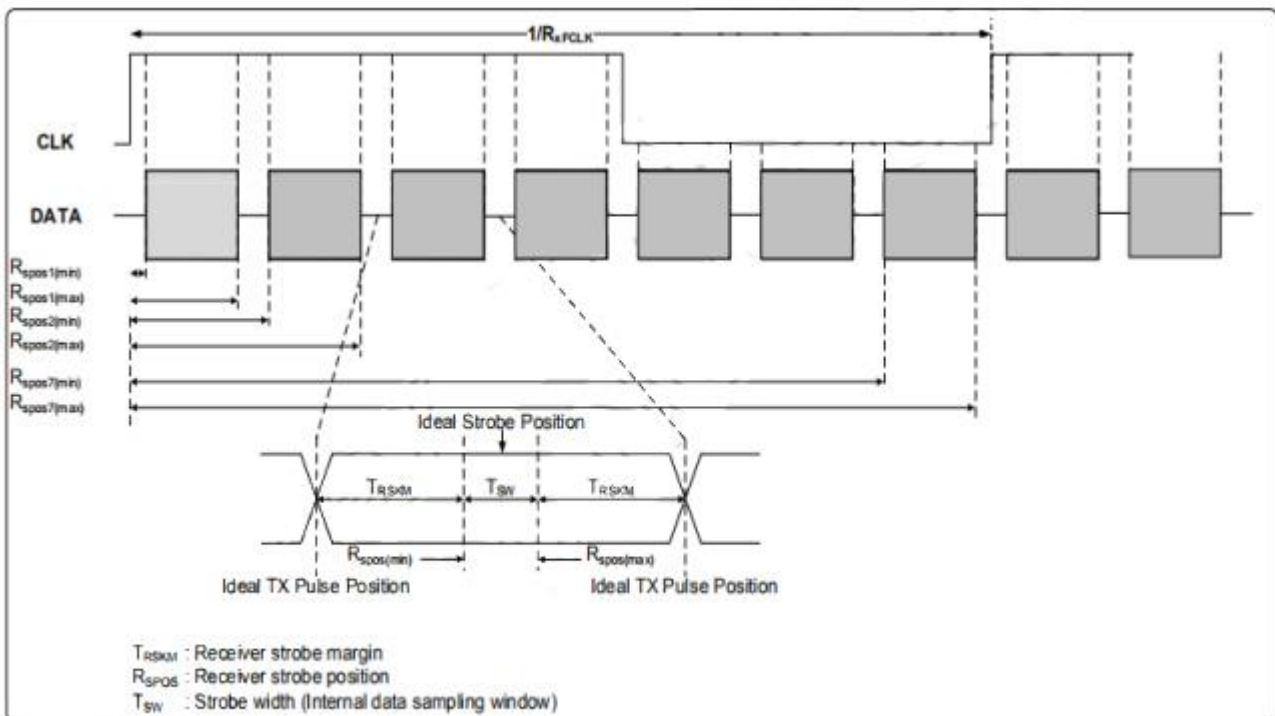 1/RxFCLK
CLK
DATA
Rspos1(min)
Rspos1(max)
Rspos2(min)
Rspos2(max)
Rspos7(min)
Rspos7(max)
Ideal Strobe Position
TRSKM TSW TRSKM
Rspos(min) Rspos(max)
Ideal TX Pulse Position Ideal TX Pulse Position
TRSKM : Receiver strobe margin
RSPOS : Receiver strobe position
TSW : Strobe width (Internal data sampling window)